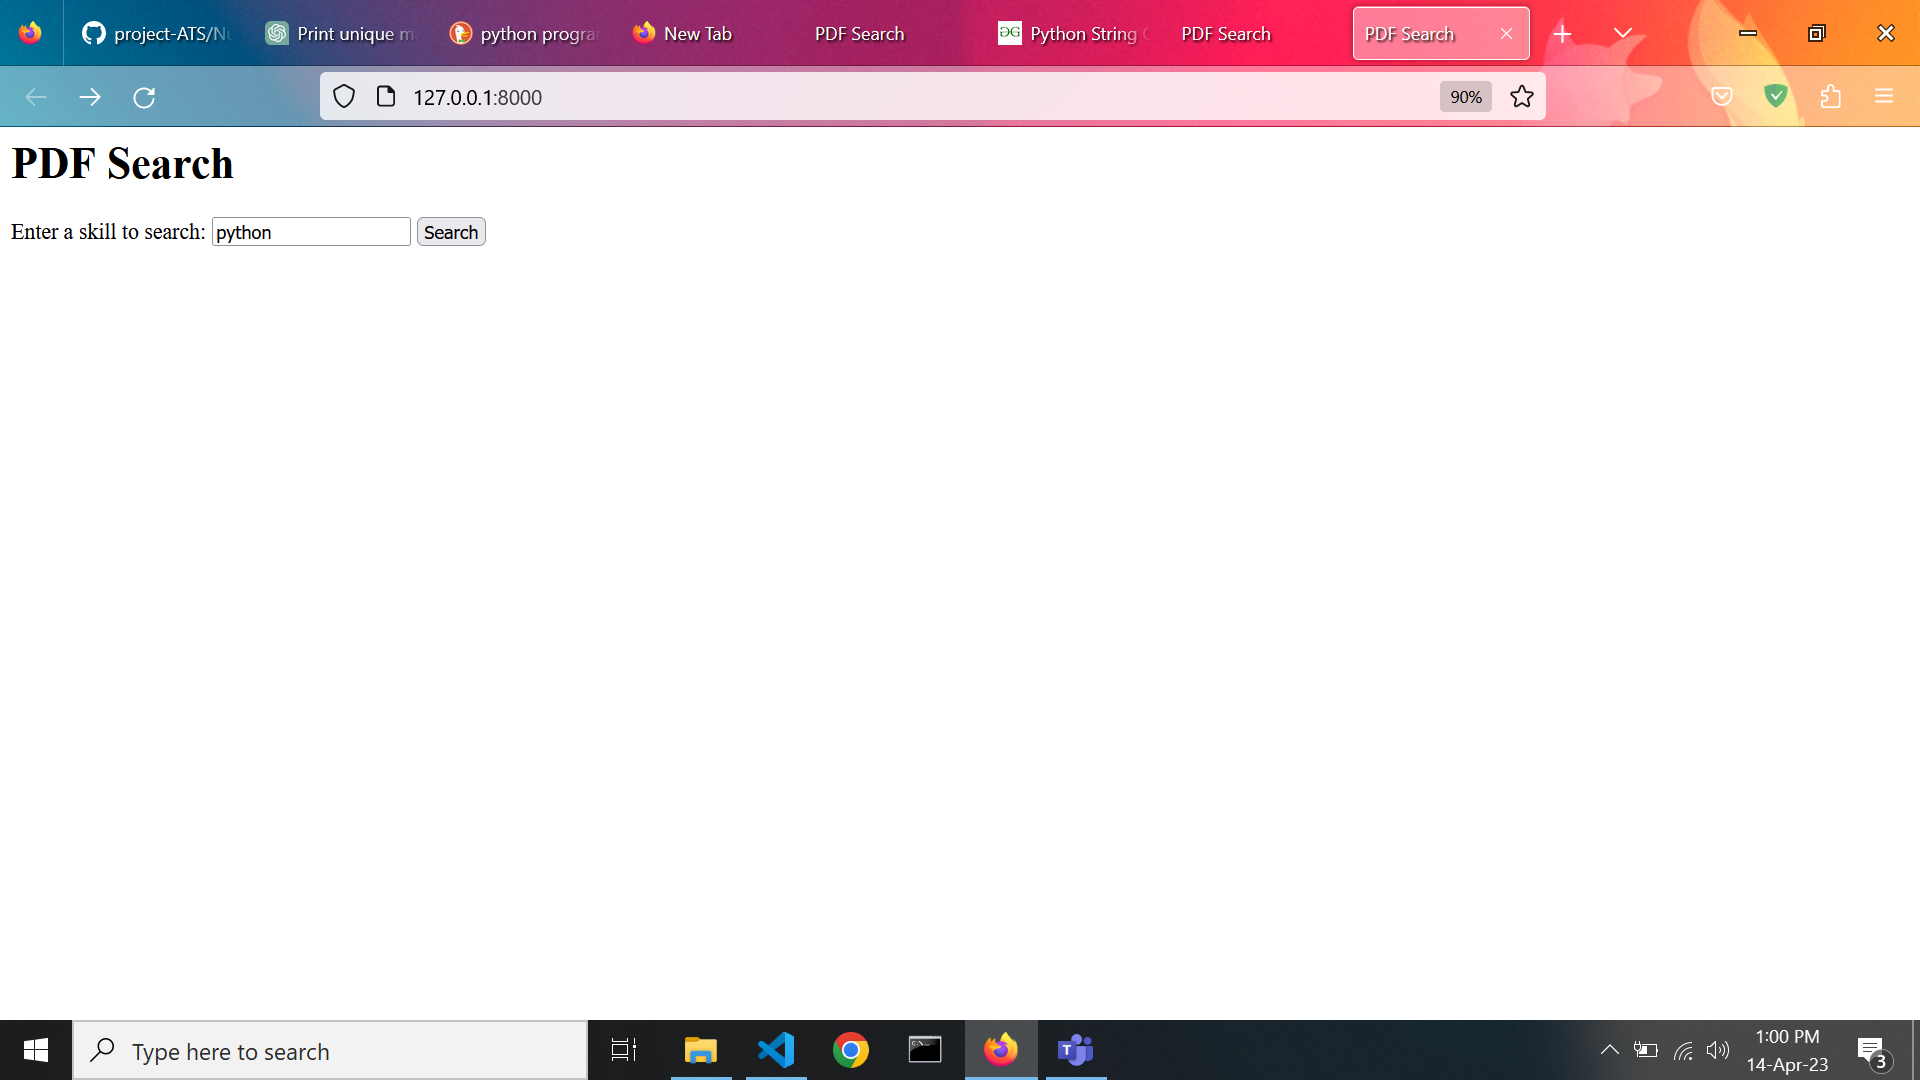 project-ATS/Nu
Print unique m
python progran
New Tab
PDF Search
Python String
PDF Search
PDF Search
127.0.0.1:8000
90%
PDF Search
Enter a skill to search: python Search
Type here to search
1:00 PM
14-Apr-23
3